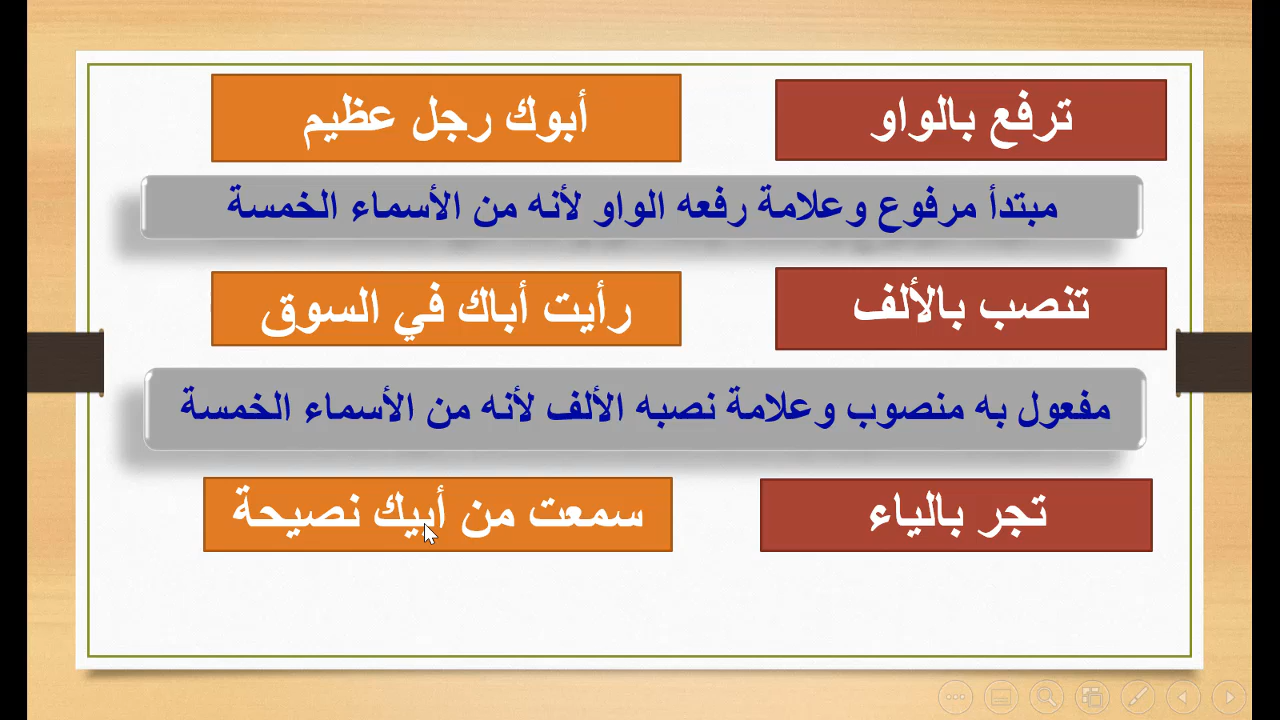 ترفع بالواو
أبوك رجل عظيم
مبتدأ مرفوع وعلامة رفعه الواو لأنه من الأسماء الخمسة
تنصب بالألف
رأيت أباك في السوق
مفعول به منصوب وعلامة نصبه الألف لأنه من الأسماء الخمسة
تجر بالياء
سمعت من أبيك نصيحة